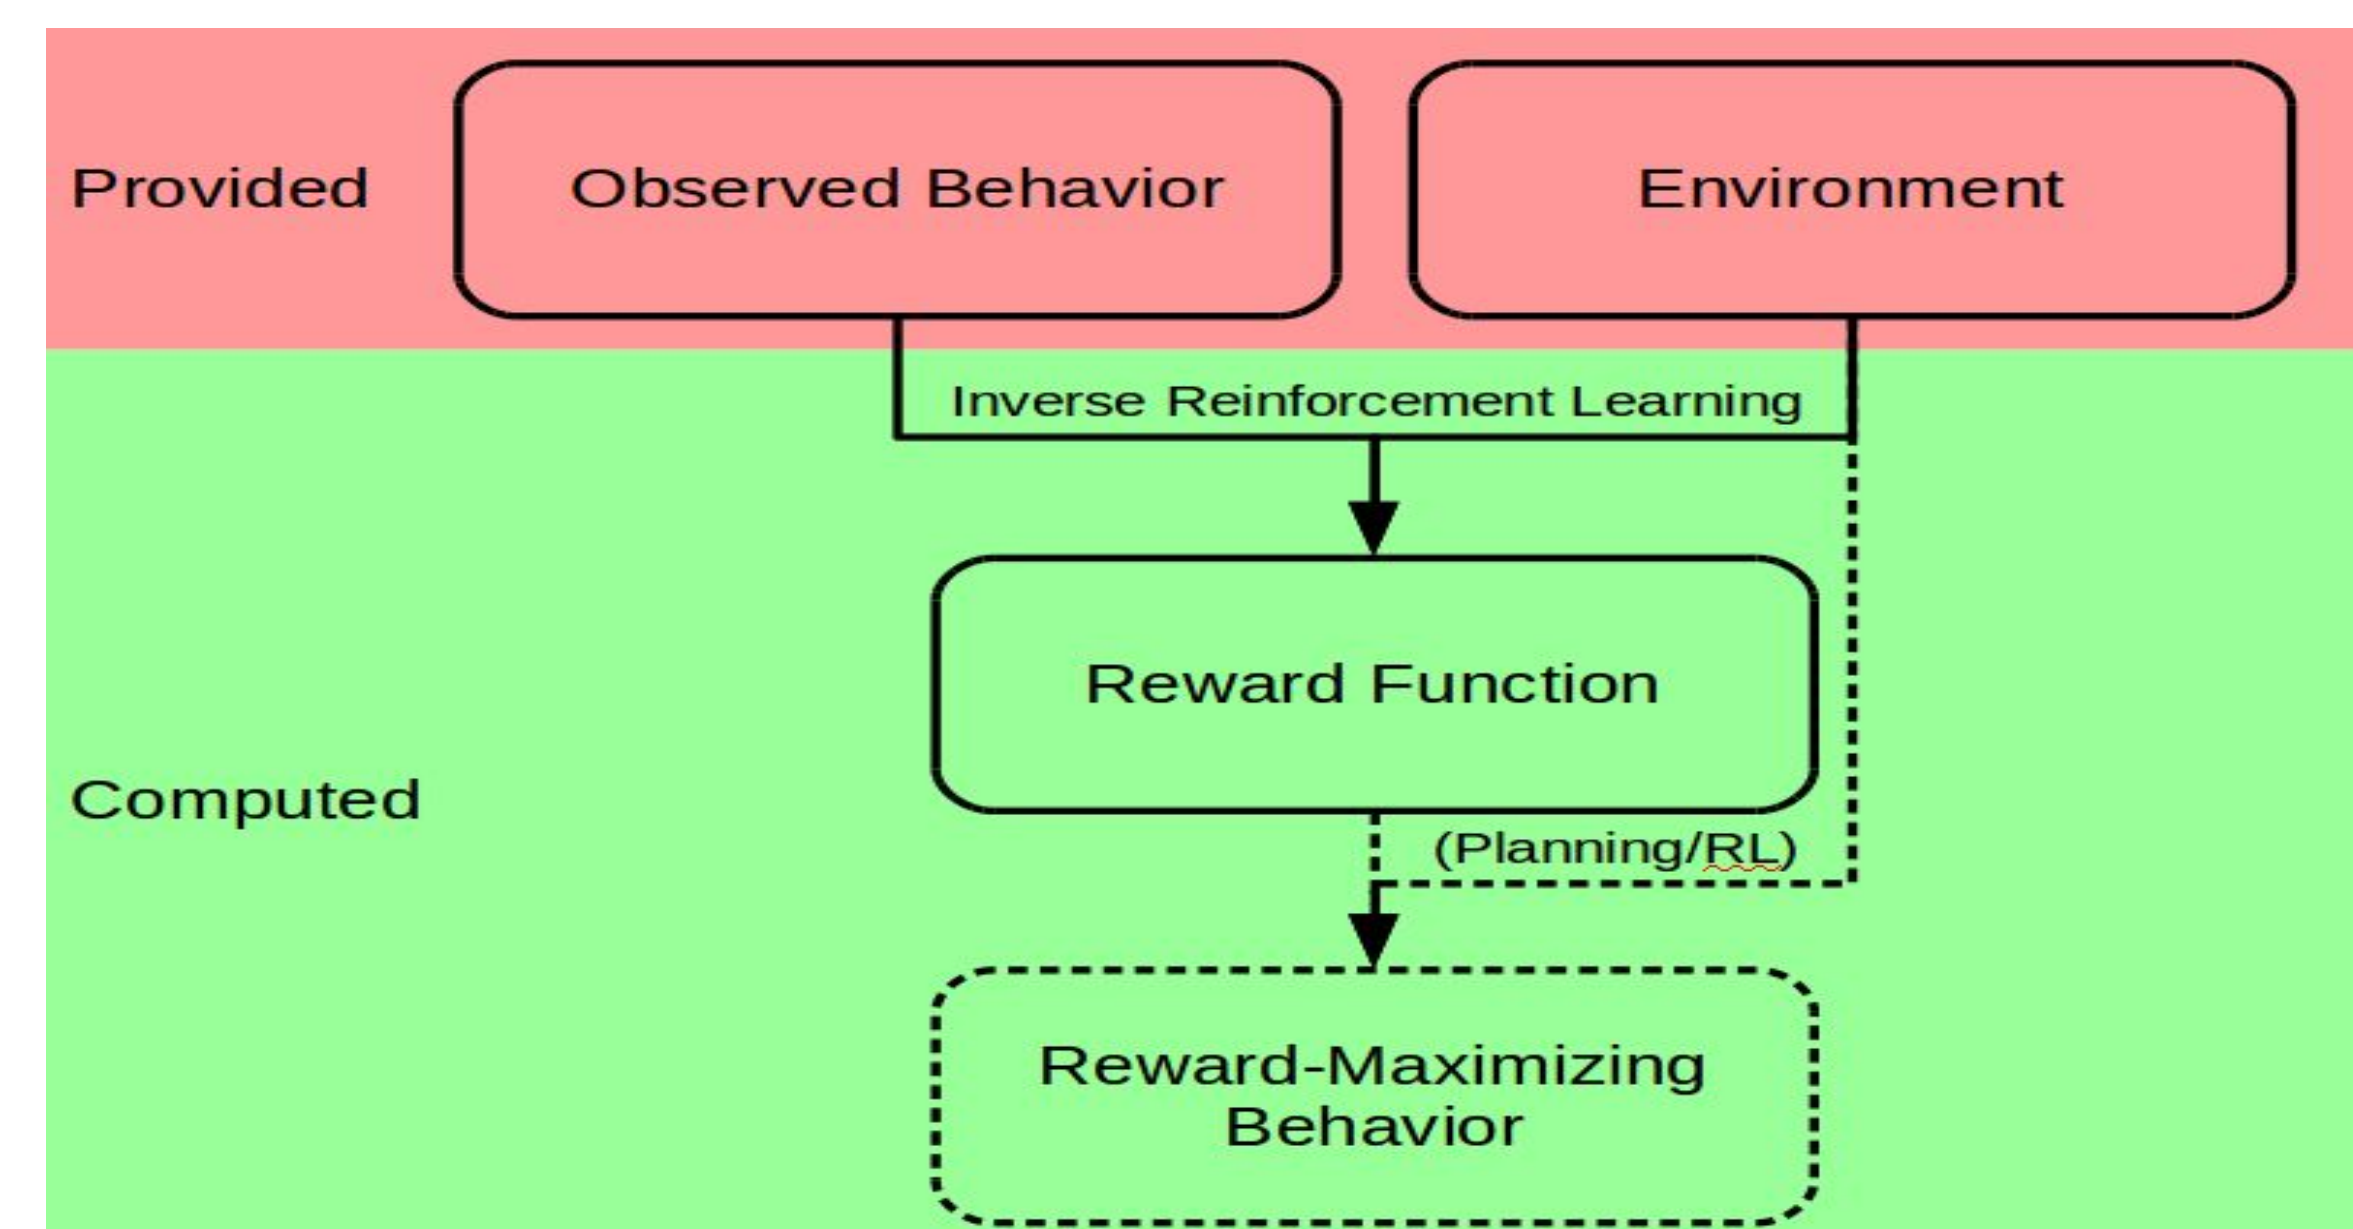 Provided
Observed Behavior
Environment
Inverse Reinforcement Learning
Reward Function
Computed
(Planning/RL)
Reward-Maximizing
Behavior